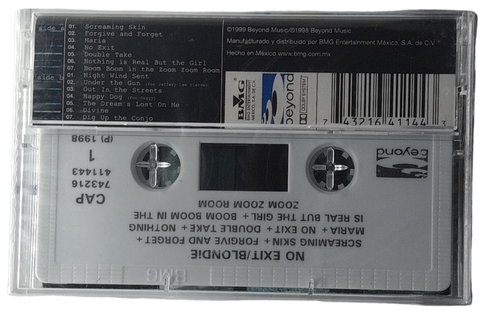 side a
01. Screaming Skin
02. Forgive and Forget
03. Maria
04. No Exit
05. Double Take
06. Nothing is Real But the Girl
07. Boom Boom in the Zoom Zoom Room
side b
01. Night Wind Sent
02. Under the Gun
03. Out In the Streets
04. Happy Dog
05. The Dream's Lost On Me
06. Divine
07. Dig Up the Conjo
©1999 Beyond Music/®1998 Beyond Music.
Manufacturado y distribuido por BMG Entertainment México, S.A. de C.V.
Hecho en México www.bmg.com.mx
BMG
beyond
DOLBY SYSTEM
7 43216 41144 3
beyond
1
(P) 1998
CAP
743216
411443
NO EXIT/BLONDIE
SCREAMING SKIN + FORGIVE AND FORGET +
MARIA + NO EXIT + DOUBLE TAKE + NOTHING
IS REAL BUT THE GIRL + BOOM BOOM IN THE
ZOOM ZOOM ROOM
BMG